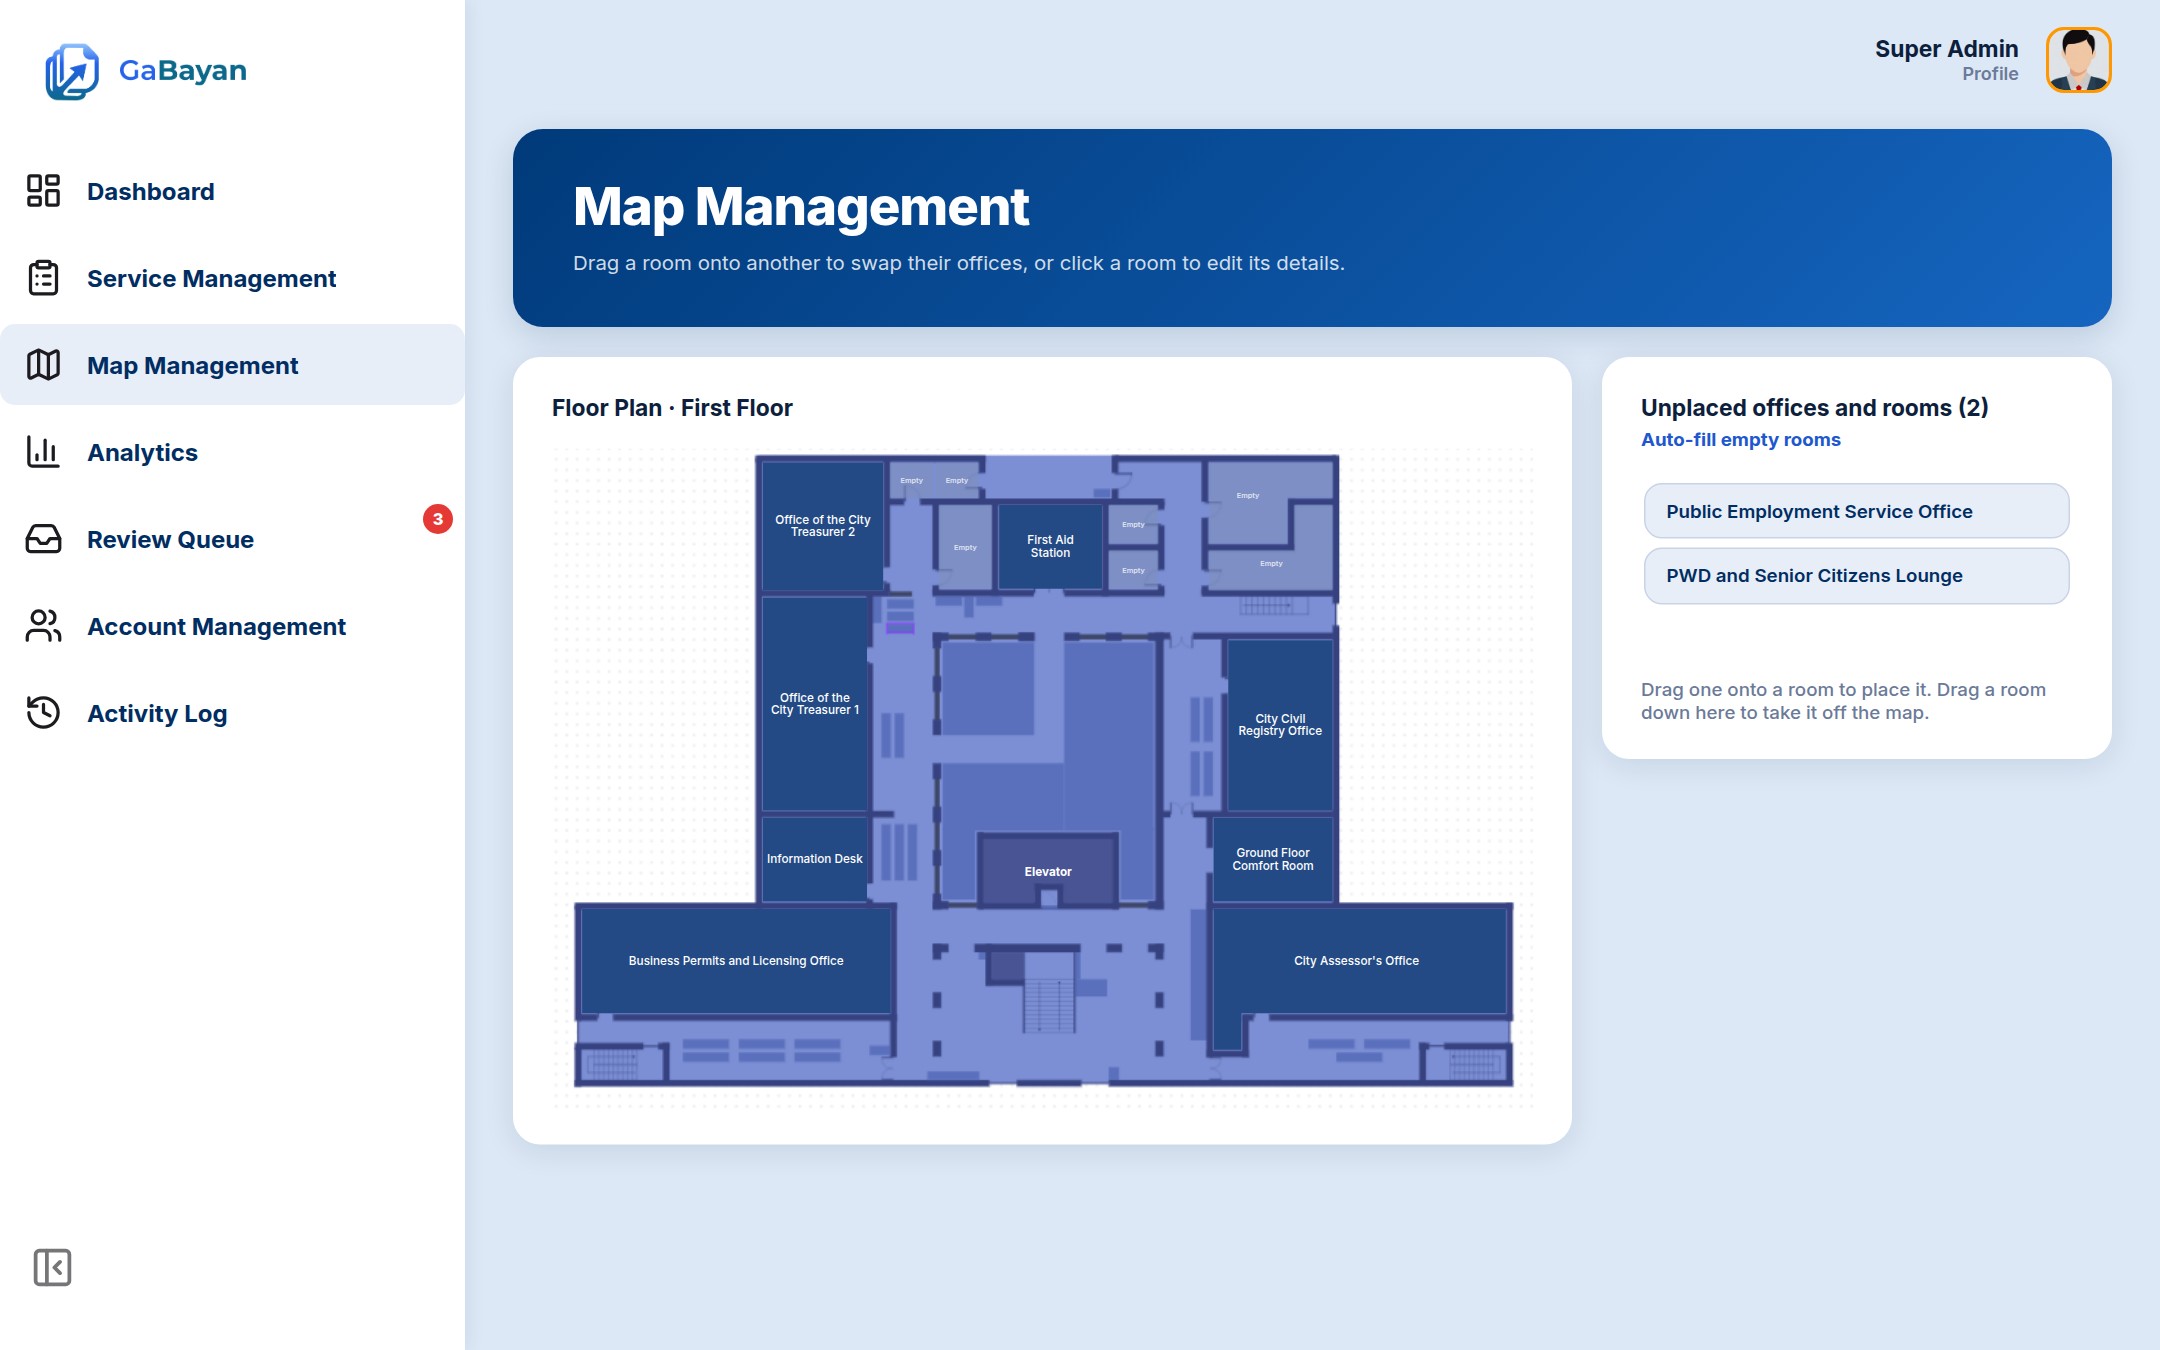 GaBayan
Super Admin
Profile
Dashboard
Service Management
Map Management
Analytics
Review Queue
3
Account Management
Activity Log
Map Management
Drag a room onto another to swap their offices, or click a room to edit its details.
Floor Plan · First Floor
Office of the City
Treasurer 2
Empty
Empty
Empty
First Aid
Station
Empty
Empty
Empty
Empty
Office of the
City Treasurer 1
City Civil
Registry Office
Information Desk
Elevator
Ground Floor
Comfort Room
Business Permits and Licensing Office
City Assessor's Office
Unplaced offices and rooms (2)
Auto-fill empty rooms
Public Employment Service Office
PWD and Senior Citizens Lounge
Drag one onto a room to place it. Drag a room
down here to take it off the map.